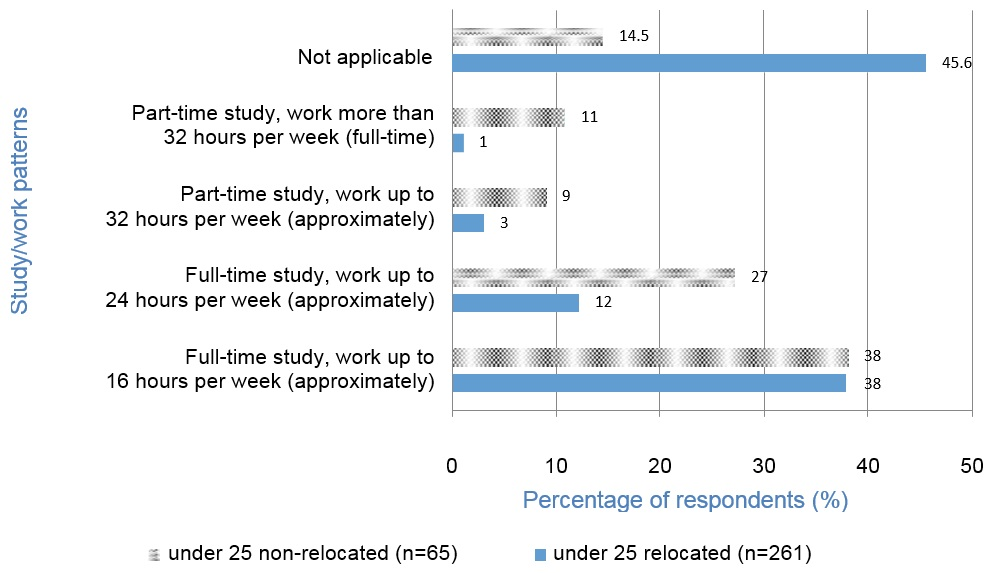 Study/work patterns
Not applicable
14.5
45.6
Part-time study, work more than
32 hours per week (full-time)
11
1
Part-time study, work up to
32 hours per week (approximately)
9
3
Full-time study, work up to
24 hours per week (approximately)
27
12
Full-time study, work up to
16 hours per week (approximately)
38
38
0 10 20 30 40 50
Percentage of respondents (%)
under 25 non-relocated (n=65) under 25 relocated (n=261)